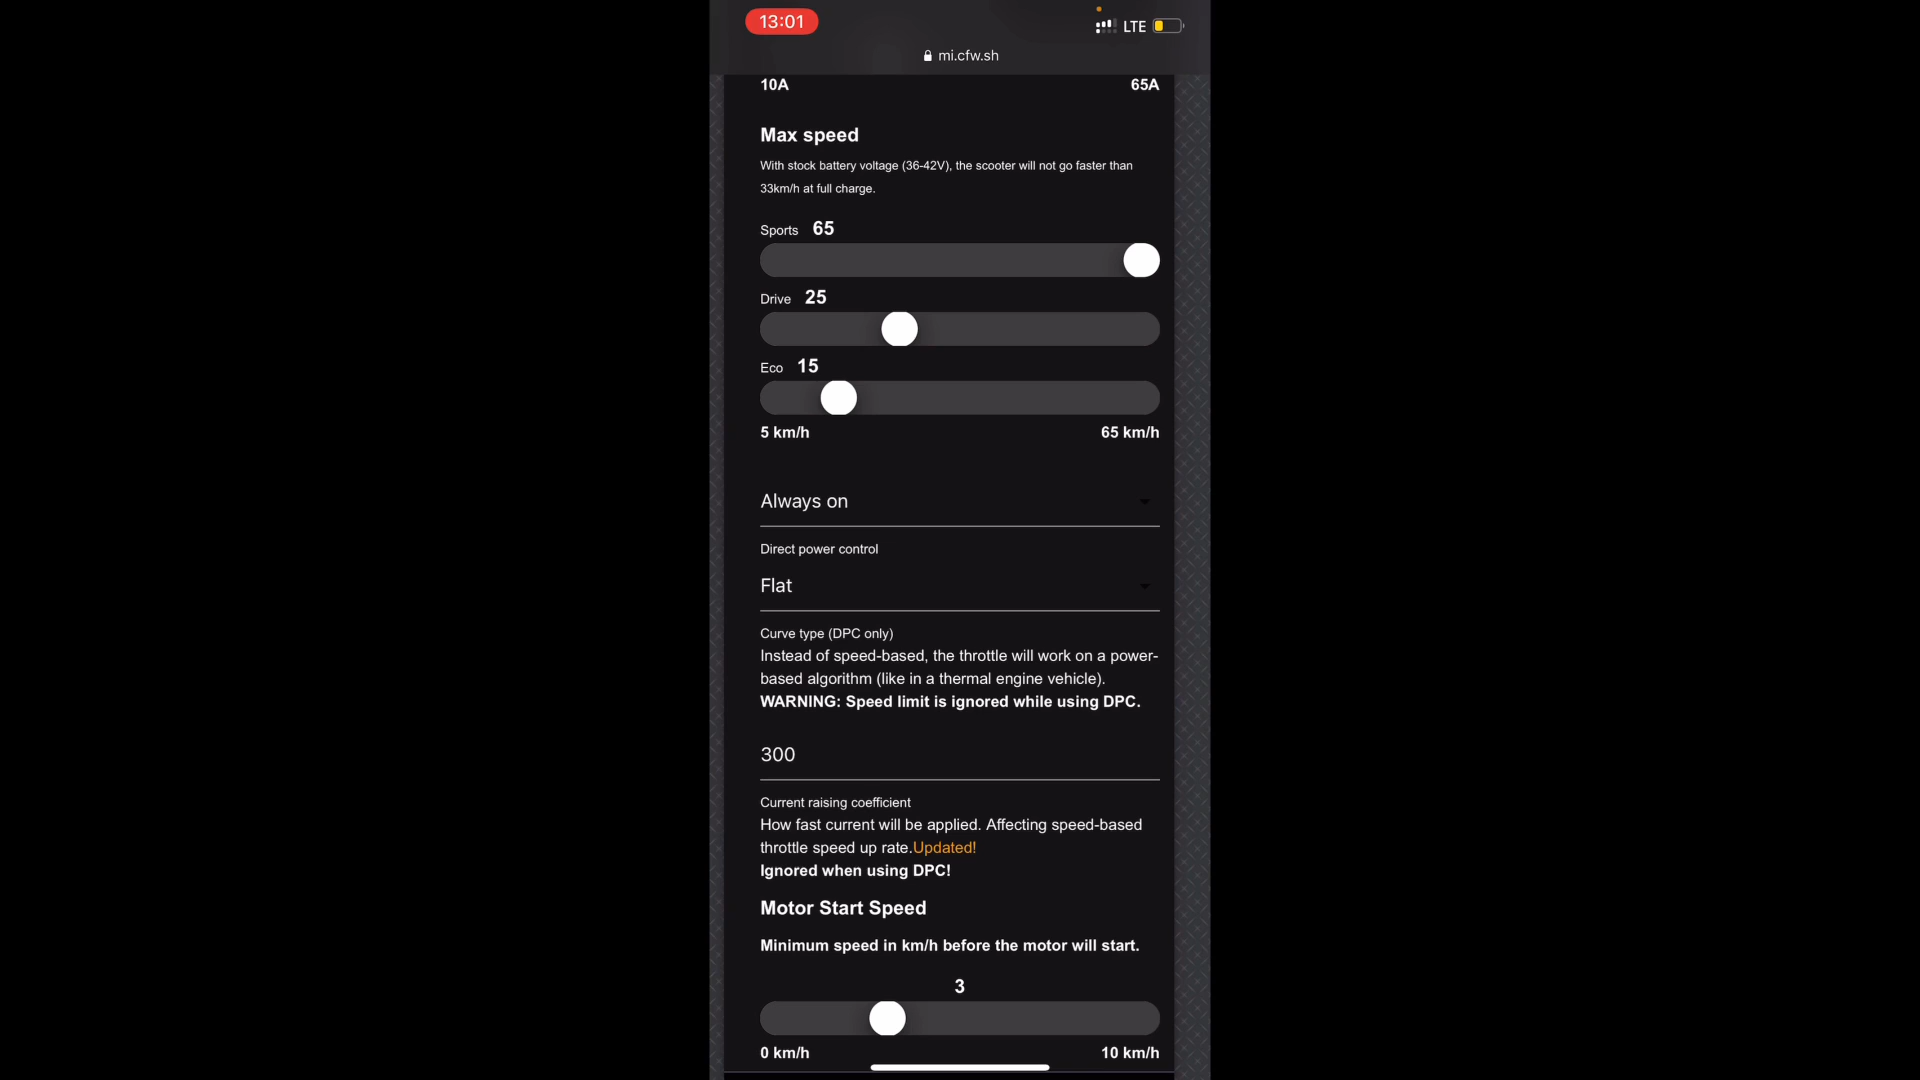 13:01
LTE
mi.cfw.sh
10A 65A
Max speed
With stock battery voltage (36-42V), the scooter will not go faster than
33km/h at full charge.
Sports 65
Drive 25
Eco 15
5 km/h 65 km/h
Always on
Direct power control
Flat
Curve type (DPC only)
Instead of speed-based, the throttle will work on a power-
based algorithm (like in a thermal engine vehicle).
WARNING: Speed limit is ignored while using DPC.
300
Current raising coefficient
How fast current will be applied. Affecting speed-based
throttle speed up rate.Updated!
Ignored when using DPC!
Motor Start Speed
Minimum speed in km/h before the motor will start.
3
0 km/h 10 km/h